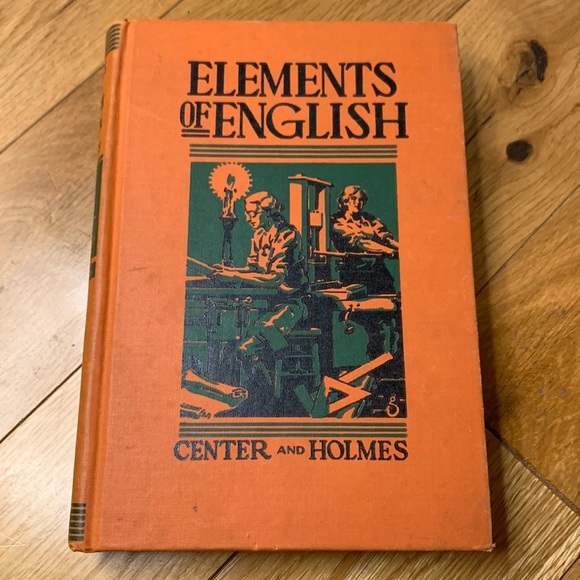 ELEMENTS
OF ENGLISH
CENTER AND HOLMES